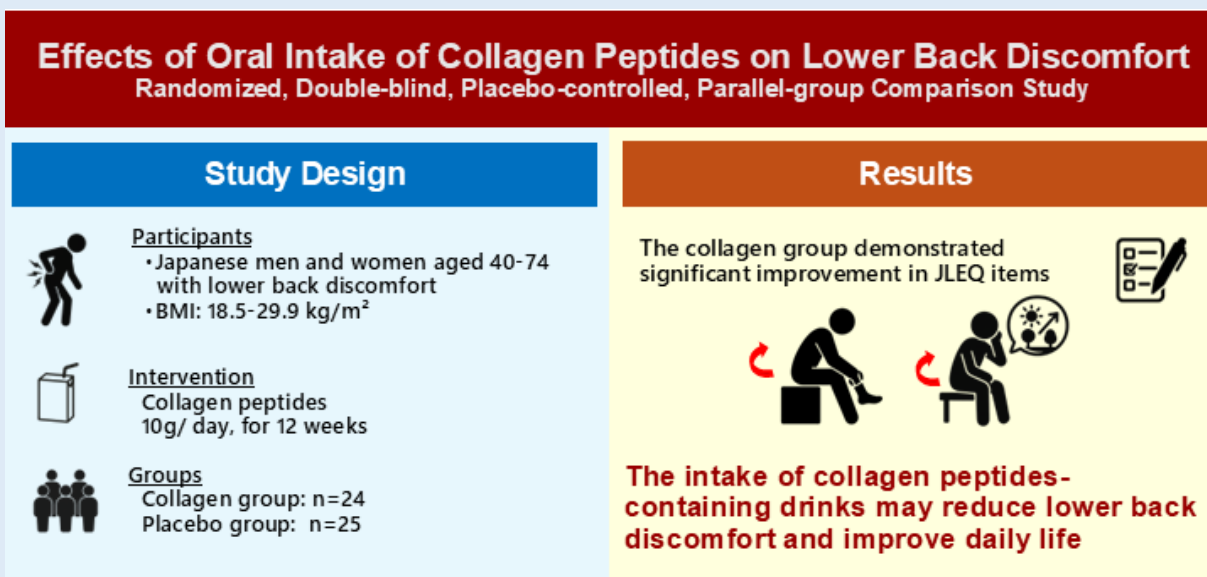 Effects of Oral Intake of Collagen Peptides on Lower Back Discomfort
Randomized, Double-blind, Placebo-controlled, Parallel-group Comparison Study
Study Design
Participants
・Japanese men and women aged 40-74
with lower back discomfort
・BMI: 18.5-29.9 kg/m²
Intervention
Collagen peptides
10g/ day, for 12 weeks
Groups
Collagen group: n=24
Placebo group: n=25
Results
The collagen group demonstrated
significant improvement in JLEQ items
The intake of collagen peptides-
containing drinks may reduce lower back
discomfort and improve daily life